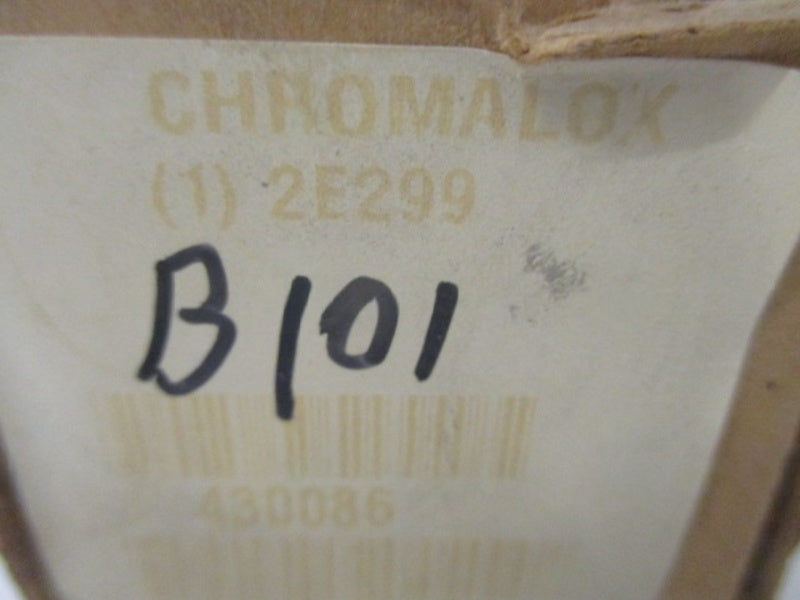 CHROMALOX
(1) 2E299
B101
430086